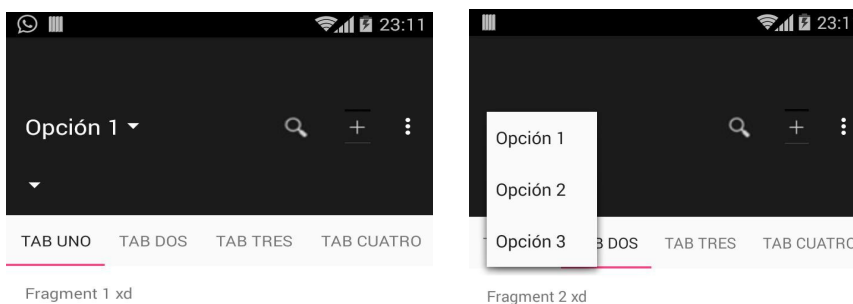 23:11
Opción 1
TAB UNO TAB DOS TAB TRES TAB CUATRO
Fragment 1 xd
23:1
Opción 1
Opción 2
Opción 3
T B DOS TAB TRES TAB CUATRO
Fragment 2 xd